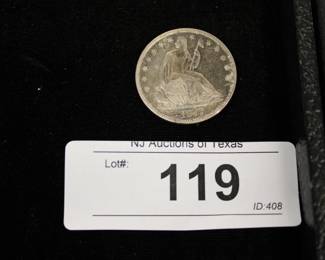 NJ Auctions of Texas
Lot#:
119
ID:408